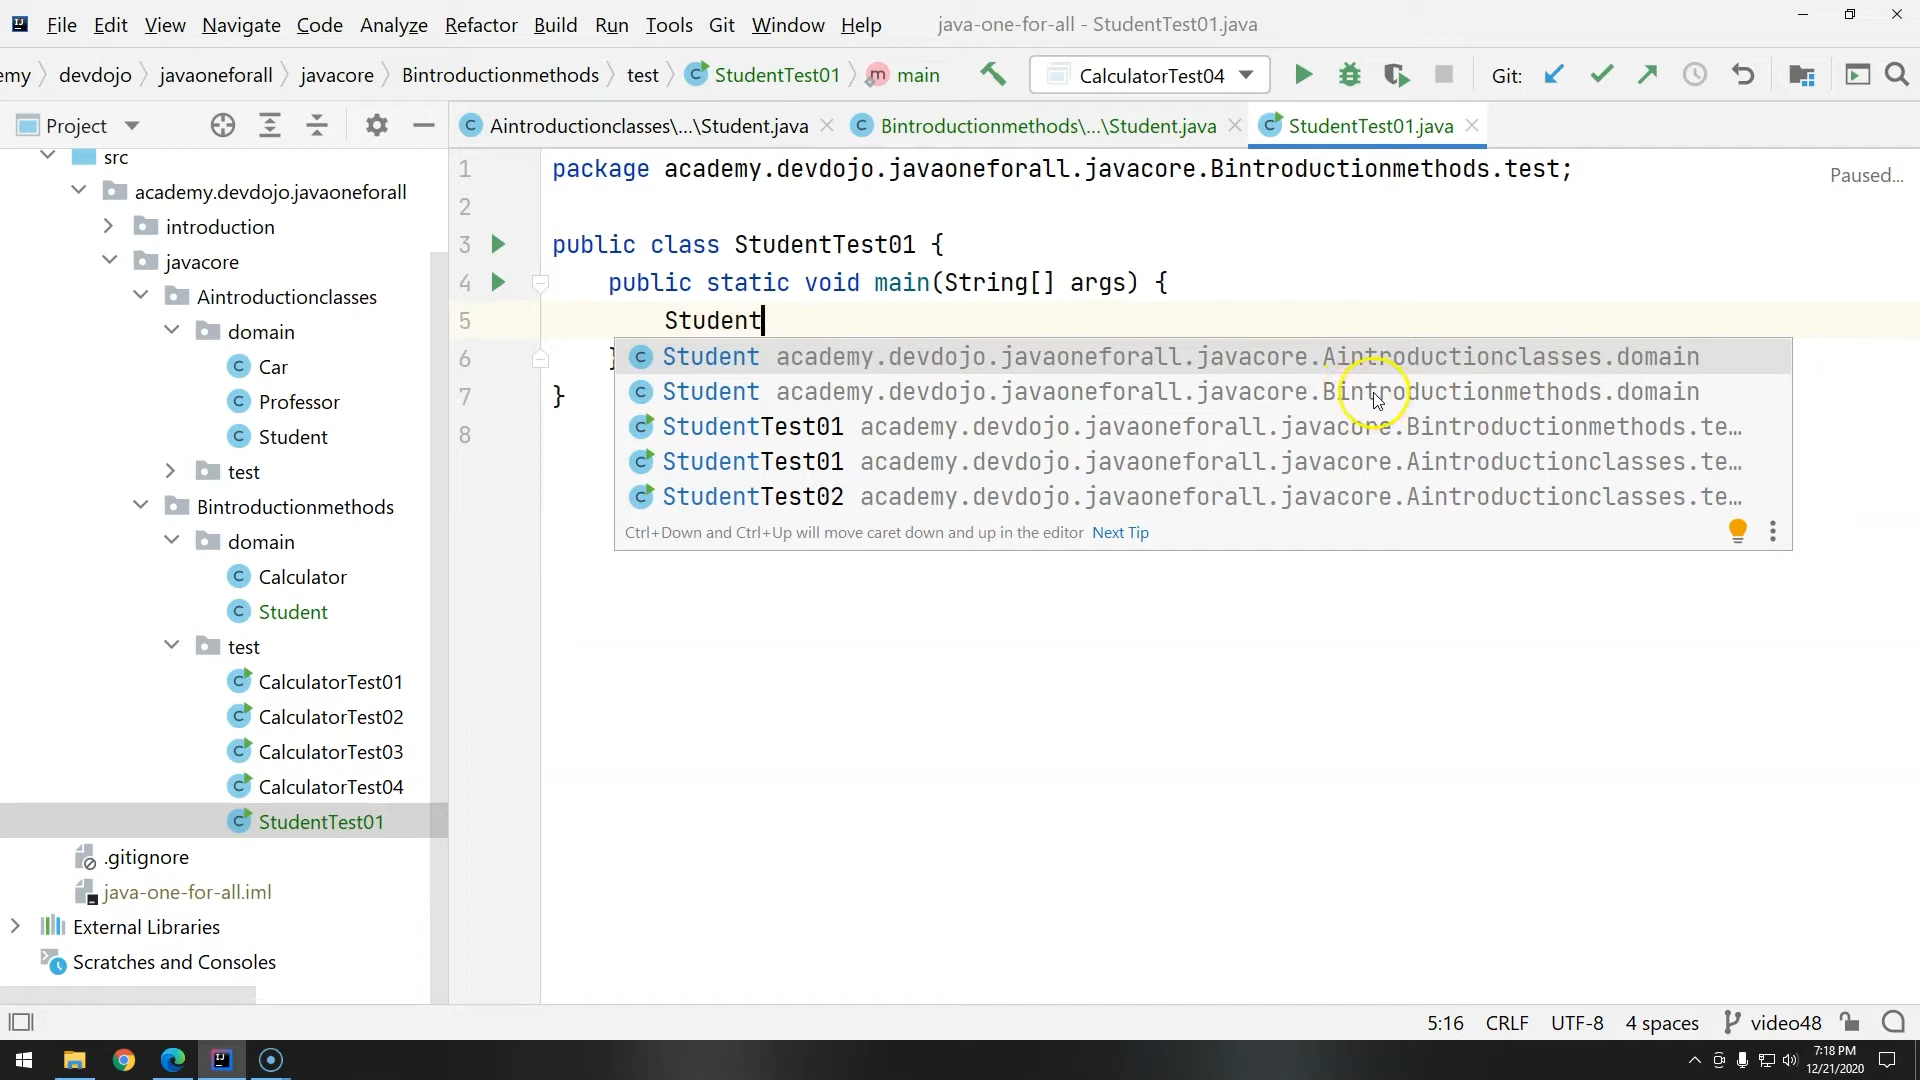 File Edit View Navigate Code Analyze Refactor Build Run Tools Git Window Help java-one-for-all - StudentTest01.java
emy devdojo javaoneforall javacore Bintroductionmethods test StudentTest01 main CalculatorTest04 Git:
Project
Aintroductionclasses\...\Student.java Bintroductionmethods\...\Student.java StudentTest01.java
src
academy.devdojo.javaoneforall
introduction
javacore
Aintroductionclasses
domain
Car
Professor
Student
test
Bintroductionmethods
domain
Calculator
Student
test
CalculatorTest01
CalculatorTest02
CalculatorTest03
CalculatorTest04
StudentTest01
.gitignore
java-one-for-all.iml
External Libraries
Scratches and Consoles
1 package academy.devdojo.javaoneforall.javacore.Bintroductionmethods.test;
Paused...
2
3 public class StudentTest01 {
4 public static void main(String[] args) {
5 Student
6 }
7 }
8
Student academy.devdojo.javaoneforall.javacore.Aintroductionclasses.domain
Student academy.devdojo.javaoneforall.javacore.Bintroductionmethods.domain
StudentTest01 academy.devdojo.javaoneforall.javacore.Bintroductionmethods.te...
StudentTest01 academy.devdojo.javaoneforall.javacore.Aintroductionclasses.te...
StudentTest02 academy.devdojo.javaoneforall.javacore.Aintroductionclasses.te...
Ctrl+Down and Ctrl+Up will move caret down and up in the editor Next Tip
5:16 CRLF UTF-8 4 spaces video48
7:18 PM
12/21/2020